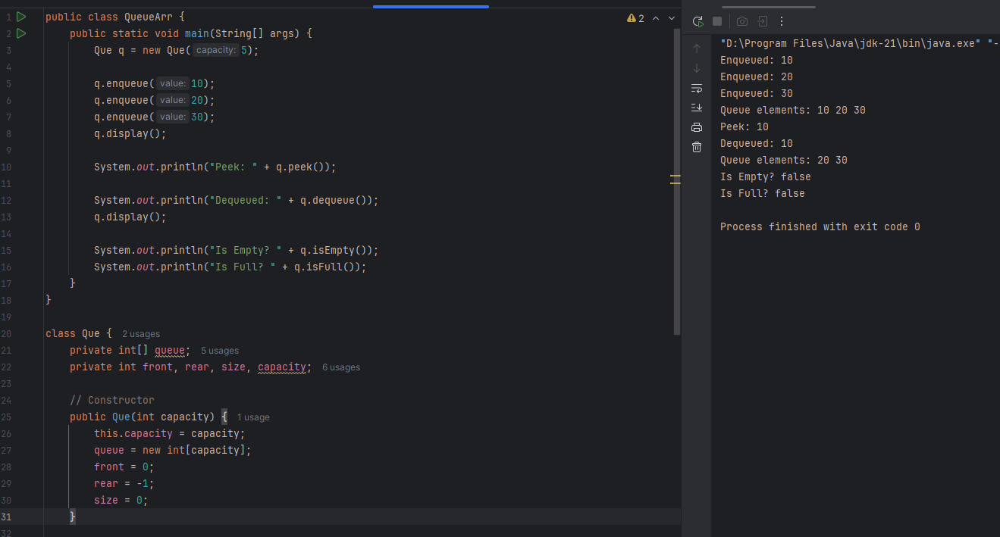 1 public class QueueArr {
2 public static void main(String[] args) {
3 Que q = new Que( capacity: 5);
4
5 q.enqueue( value: 10);
6 q.enqueue( value: 20);
7 q.enqueue( value: 30);
8 q.display();
9
10 System.out.println("Peek: " + q.peek());
11
12 System.out.println("Dequeued: " + q.dequeue());
13 q.display();
14
15 System.out.println("Is Empty? " + q.isEmpty());
16 System.out.println("Is Full? " + q.isFull());
17 }
18 }
19
20 class Que { 2 usages
21 private int[] queue; 5 usages
22 private int front, rear, size, capacity; 6 usages
23
24 // Constructor
25 public Que(int capacity) { 1 usage
26 this.capacity = capacity;
27 queue = new int[capacity];
28 front = 0;
29 rear = -1;
30 size = 0;
31 }
32
2
"D:\Program Files\Java\jdk-21\bin\java.exe" "-
Enqueued: 10
Enqueued: 20
Enqueued: 30
Queue elements: 10 20 30
Peek: 10
Dequeued: 10
Queue elements: 20 30
Is Empty? false
Is Full? false
Process finished with exit code 0